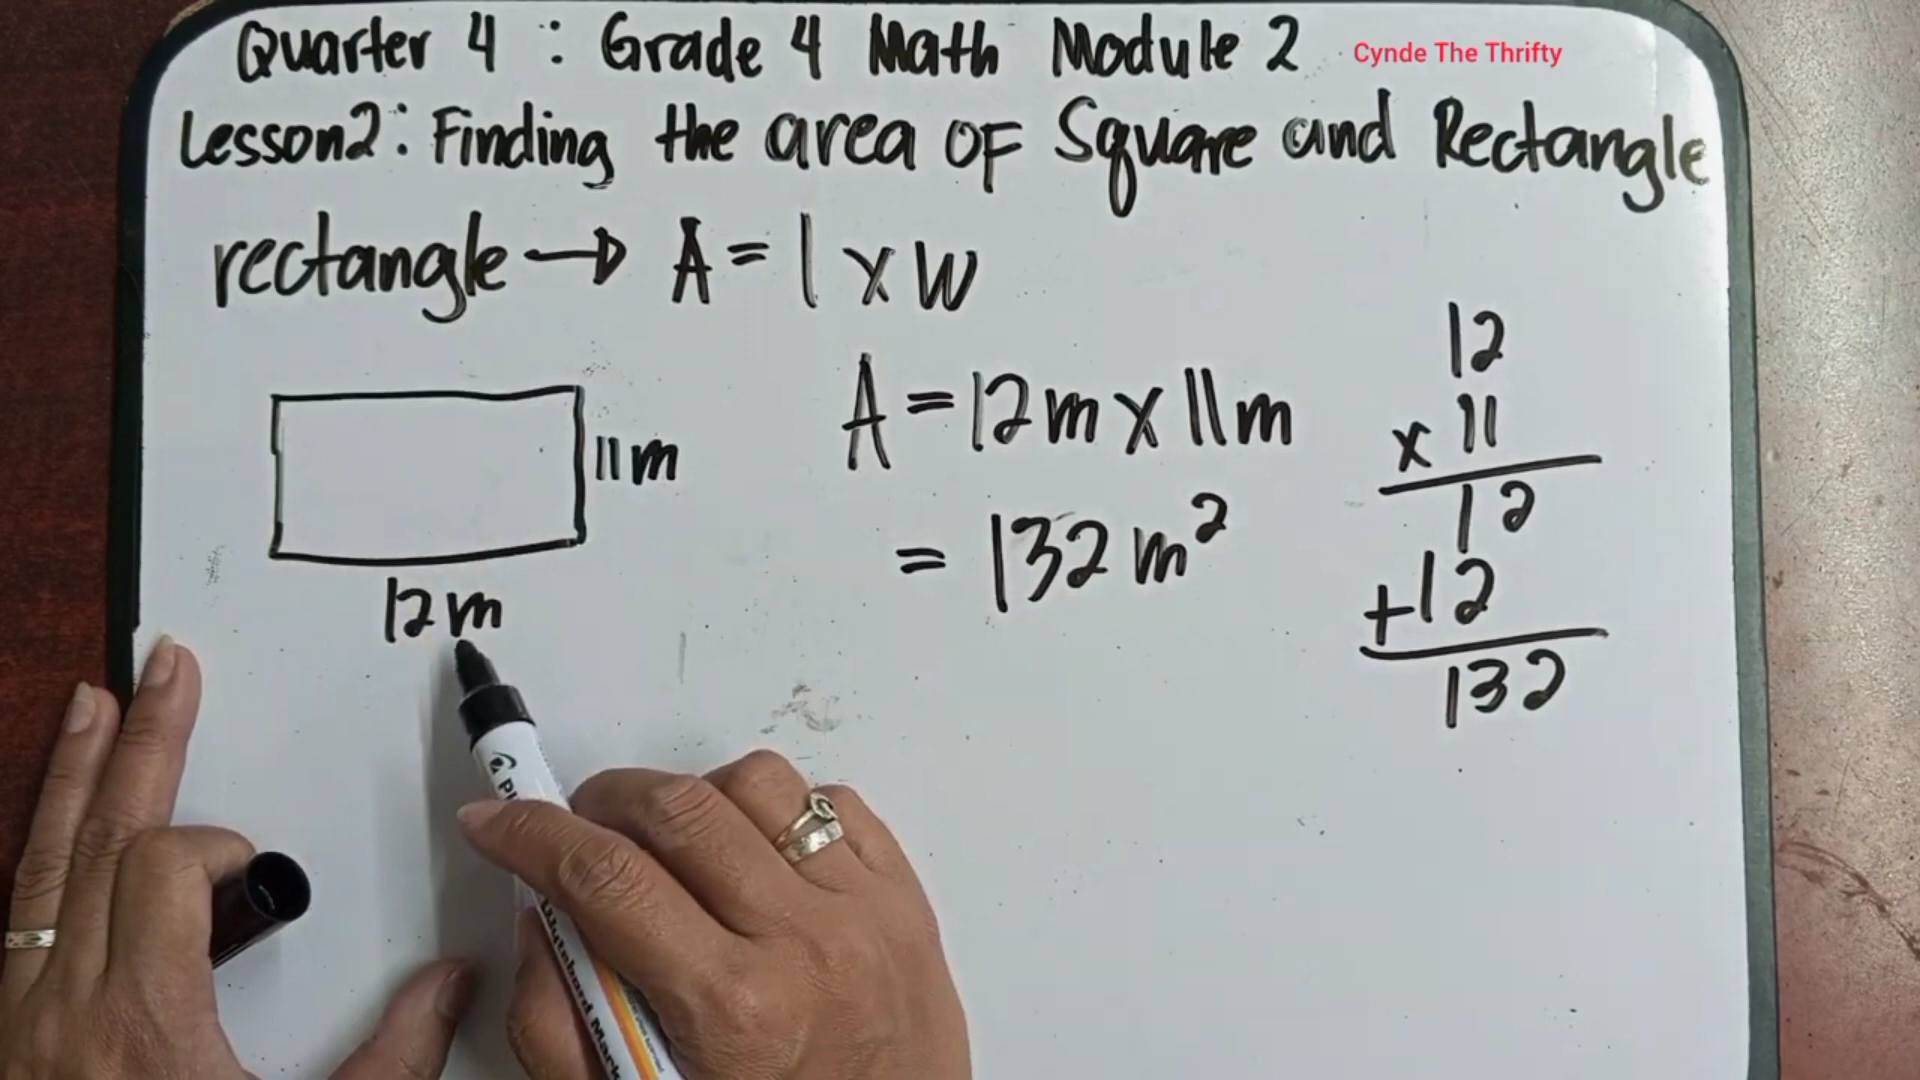 Quarter 4 : Grade 4 Math Module 2
Cynde The Thrifty
Lesson2: Finding the area OF Square and Rectangle
rectangle → A = l x w
11m
12m
A = 12m x 11m
= 132 m²
12
x 11
12
+12
132